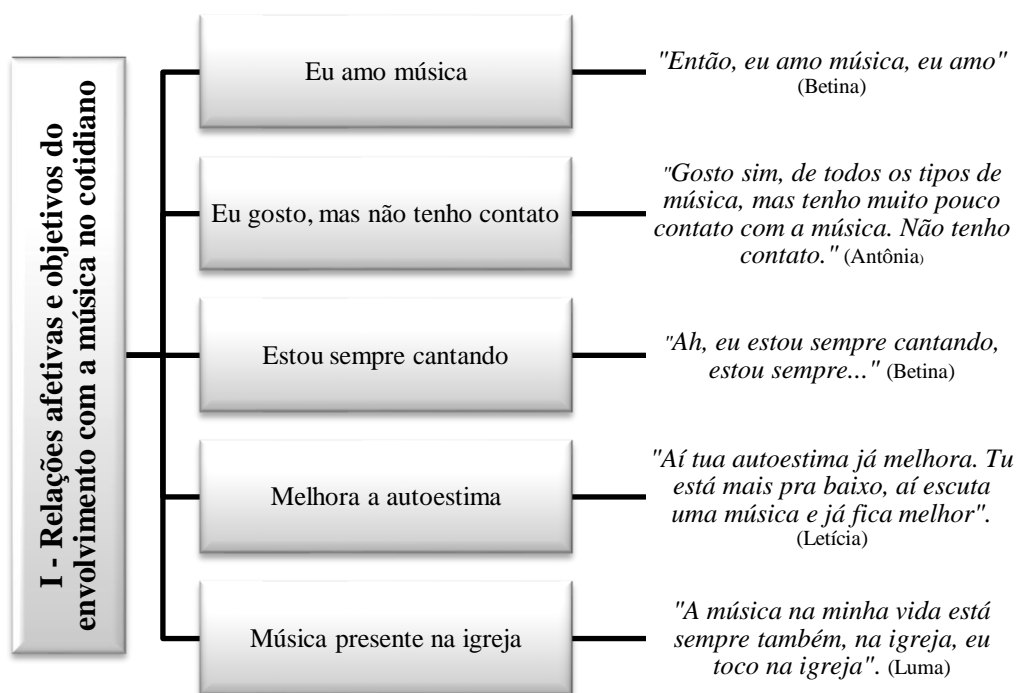 I - Relações afetivas e objetivos do
envolvimento com a música no cotidiano
Eu amo música
"Então, eu amo música, eu amo"
(Betina)
Eu gosto, mas não tenho contato
"Gosto sim, de todos os tipos de
música, mas tenho muito pouco
contato com a música. Não tenho
contato." (Antônia)
Estou sempre cantando
"Ah, eu estou sempre cantando,
estou sempre..." (Betina)
Melhora a autoestima
"Aí tua autoestima já melhora. Tu
está mais pra baixo, aí escuta
uma música e já fica melhor".
(Letícia)
Música presente na igreja
"A música na minha vida está
sempre também, na igreja, eu
toco na igreja". (Luma)